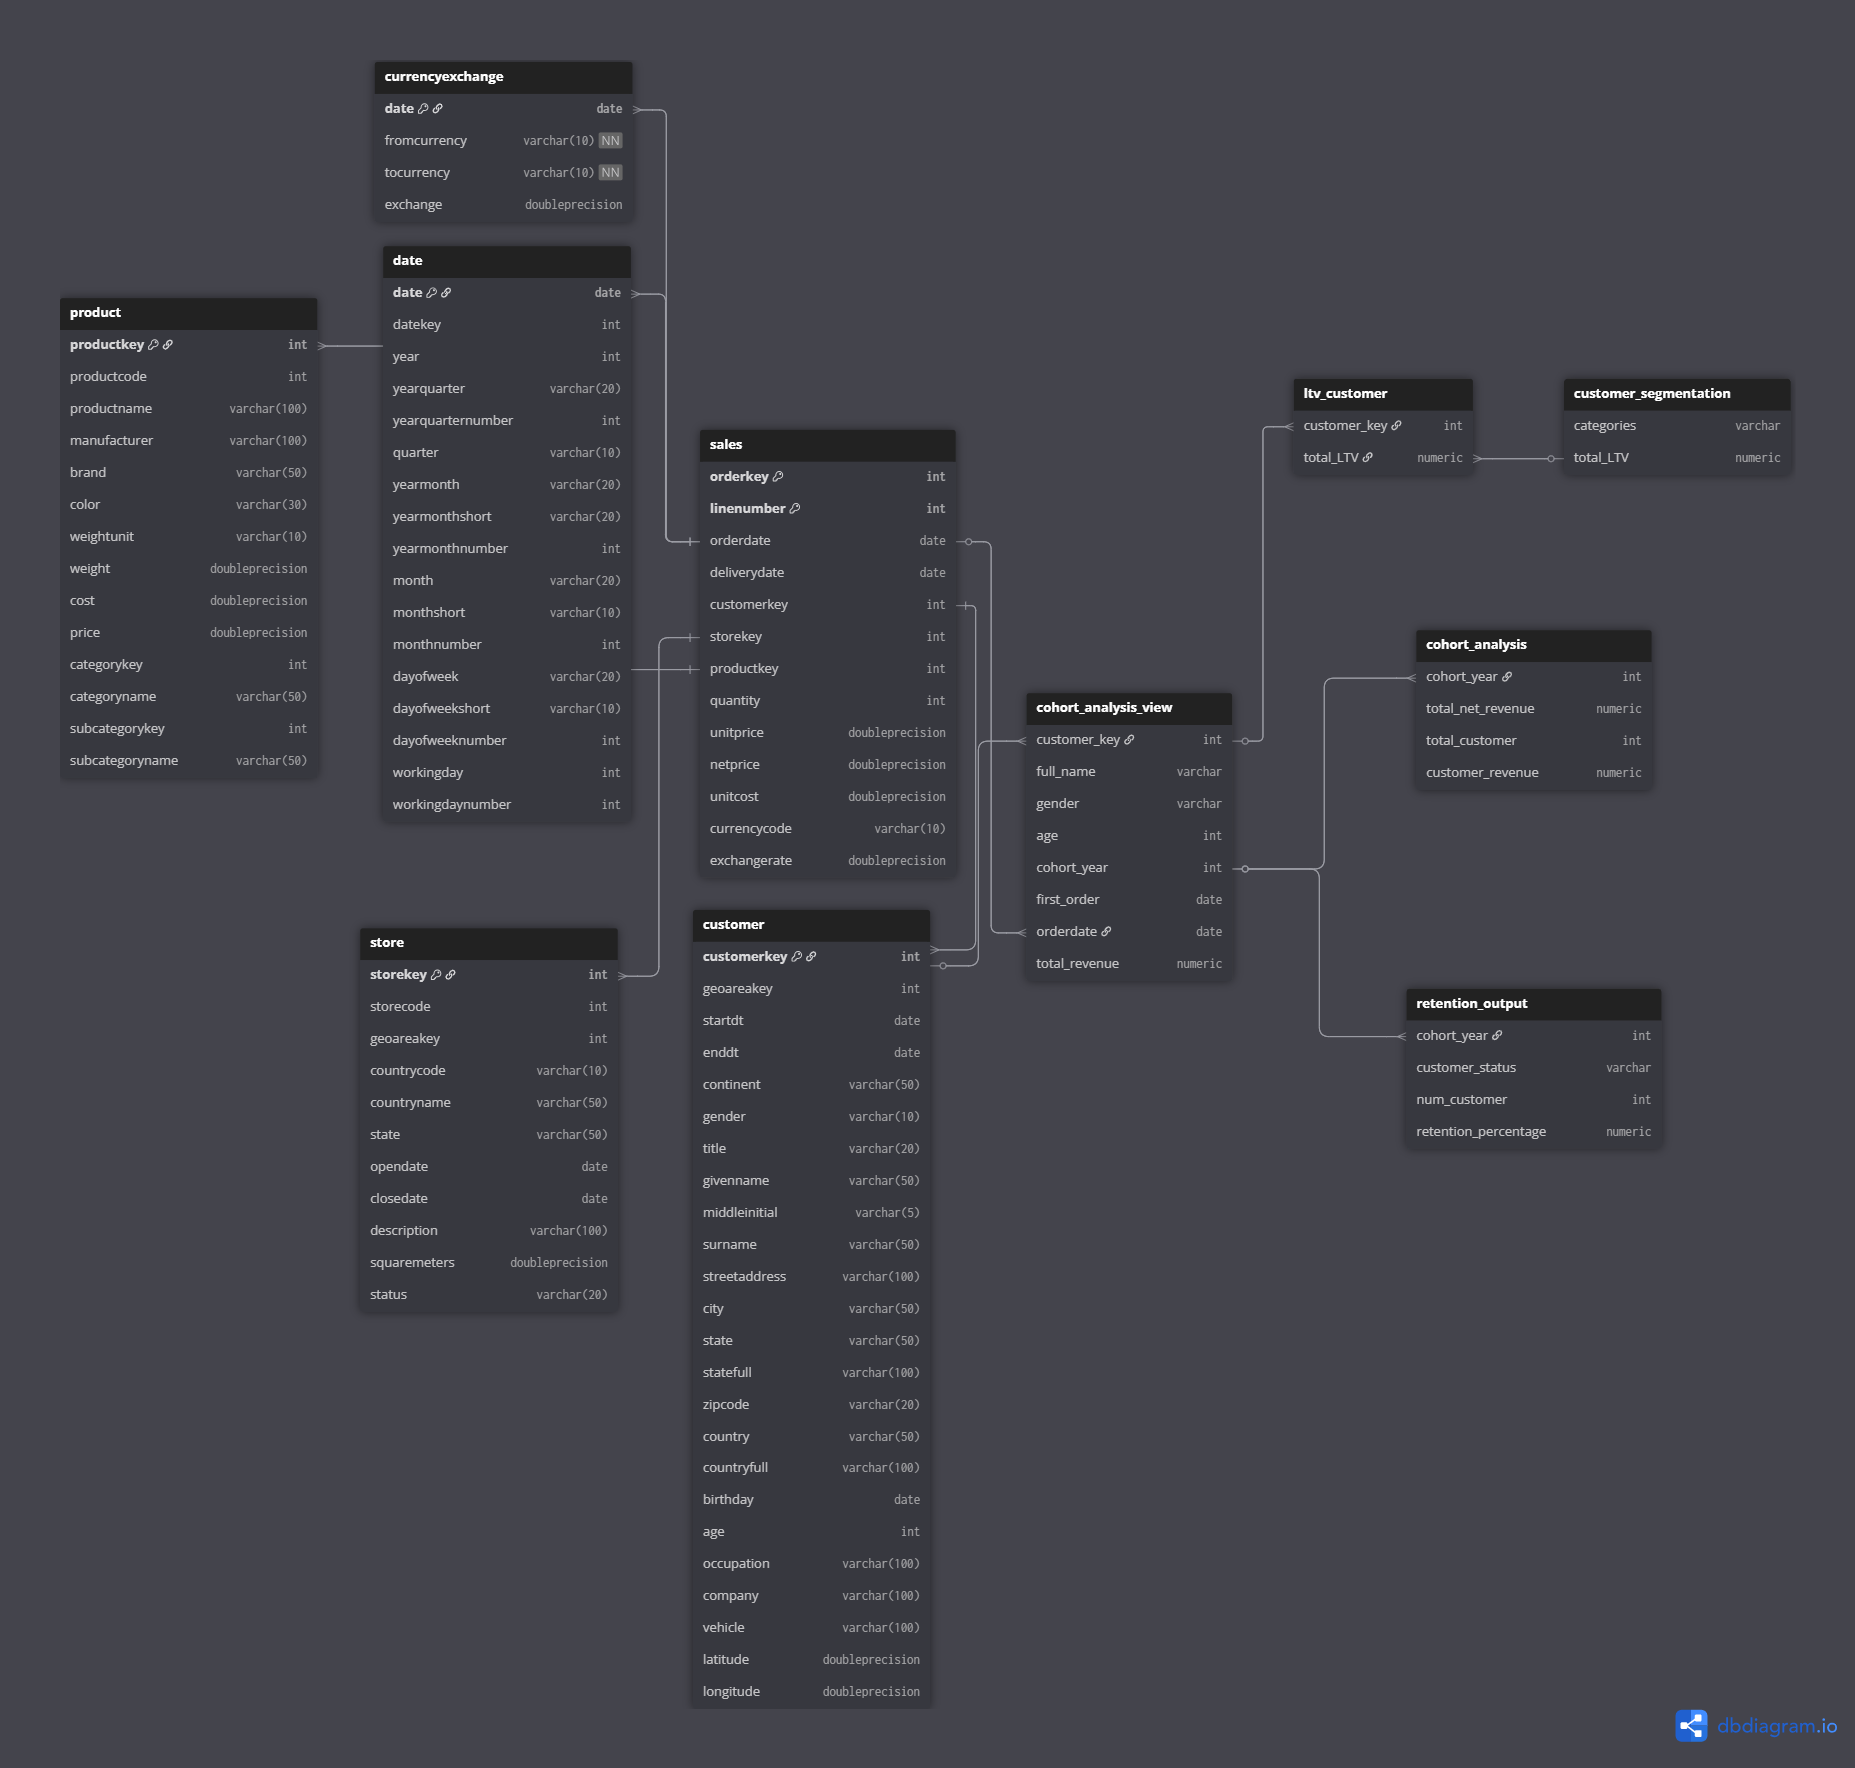 currencyexchange
date date
fromcurrency varchar(10) NN
tocurrency varchar(10) NN
exchange doubleprecision
date
date date
datekey int
year int
yearquarter varchar(20)
yearquarternumber int
quarter varchar(10)
yearmonth varchar(20)
yearmonthshort varchar(20)
yearmonthnumber int
month varchar(20)
monthshort varchar(10)
monthnumber int
dayofweek varchar(20)
dayofweekshort varchar(10)
dayofweeknumber int
workingday int
workingdaynumber int
product
productkey int
productcode int
productname varchar(100)
manufacturer varchar(100)
brand varchar(50)
color varchar(30)
weightunit varchar(10)
weight doubleprecision
cost doubleprecision
price doubleprecision
categorykey int
categoryname varchar(50)
subcategorykey int
subcategoryname varchar(50)
sales
orderkey int
linenumber int
orderdate date
deliverydate date
customerkey int
storekey int
productkey int
quantity int
unitprice doubleprecision
netprice doubleprecision
unitcost doubleprecision
currencycode varchar(10)
exchangerate doubleprecision
store
storekey int
storecode int
geoareakey int
countrycode varchar(10)
countryname varchar(50)
state varchar(50)
opendate date
closedate date
description varchar(100)
squaremeters doubleprecision
status varchar(20)
customer
customerkey int
geoareakey int
startdt date
enddt date
continent varchar(50)
gender varchar(10)
title varchar(20)
givenname varchar(50)
middleinitial varchar(5)
surname varchar(50)
streetaddress varchar(100)
city varchar(50)
state varchar(50)
statefull varchar(100)
zipcode varchar(20)
country varchar(50)
countryfull varchar(100)
birthday date
age int
occupation varchar(100)
company varchar(100)
vehicle varchar(100)
latitude doubleprecision
longitude doubleprecision
cohort_analysis_view
customer_key int
full_name varchar
gender varchar
age int
cohort_year int
first_order date
orderdate date
total_revenue numeric
ltv_customer
customer_key int
total_LTV numeric
customer_segmentation
categories varchar
total_LTV numeric
cohort_analysis
cohort_year int
total_net_revenue numeric
total_customer int
customer_revenue numeric
retention_output
cohort_year int
customer_status varchar
num_customer int
retention_percentage numeric
dbdiagram.io